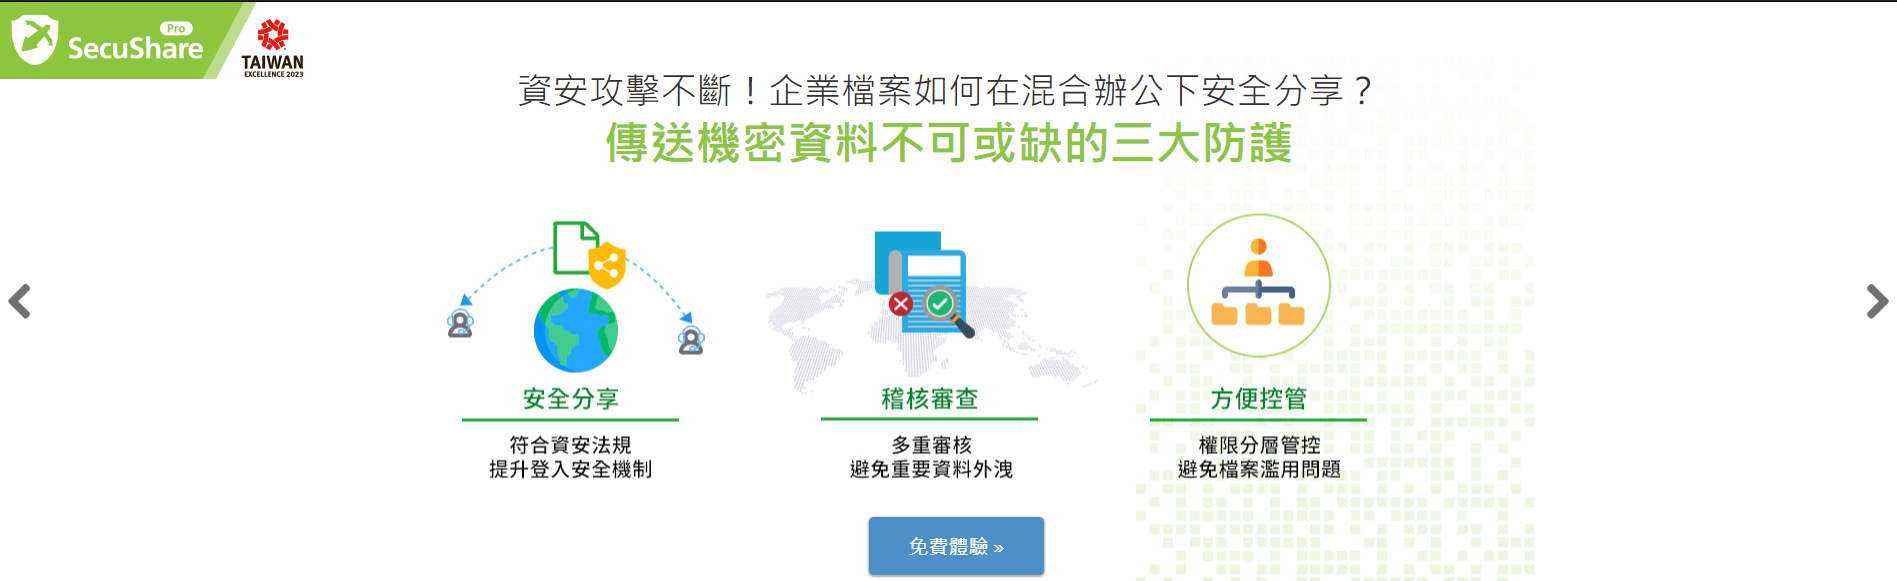 Pro
SecuShare
TAIWAN
EXCELLENCE 2023
資安攻擊不斷！企業檔案如何在混合辦公下安全分享？
傳送機密資料不可或缺的三大防護
安全分享
符合資安法規
提升登入安全機制
稽核審查
多重審核
避免重要資料外洩
方便控管
權限分層管控
避免檔案濫用問題
免費體驗 »